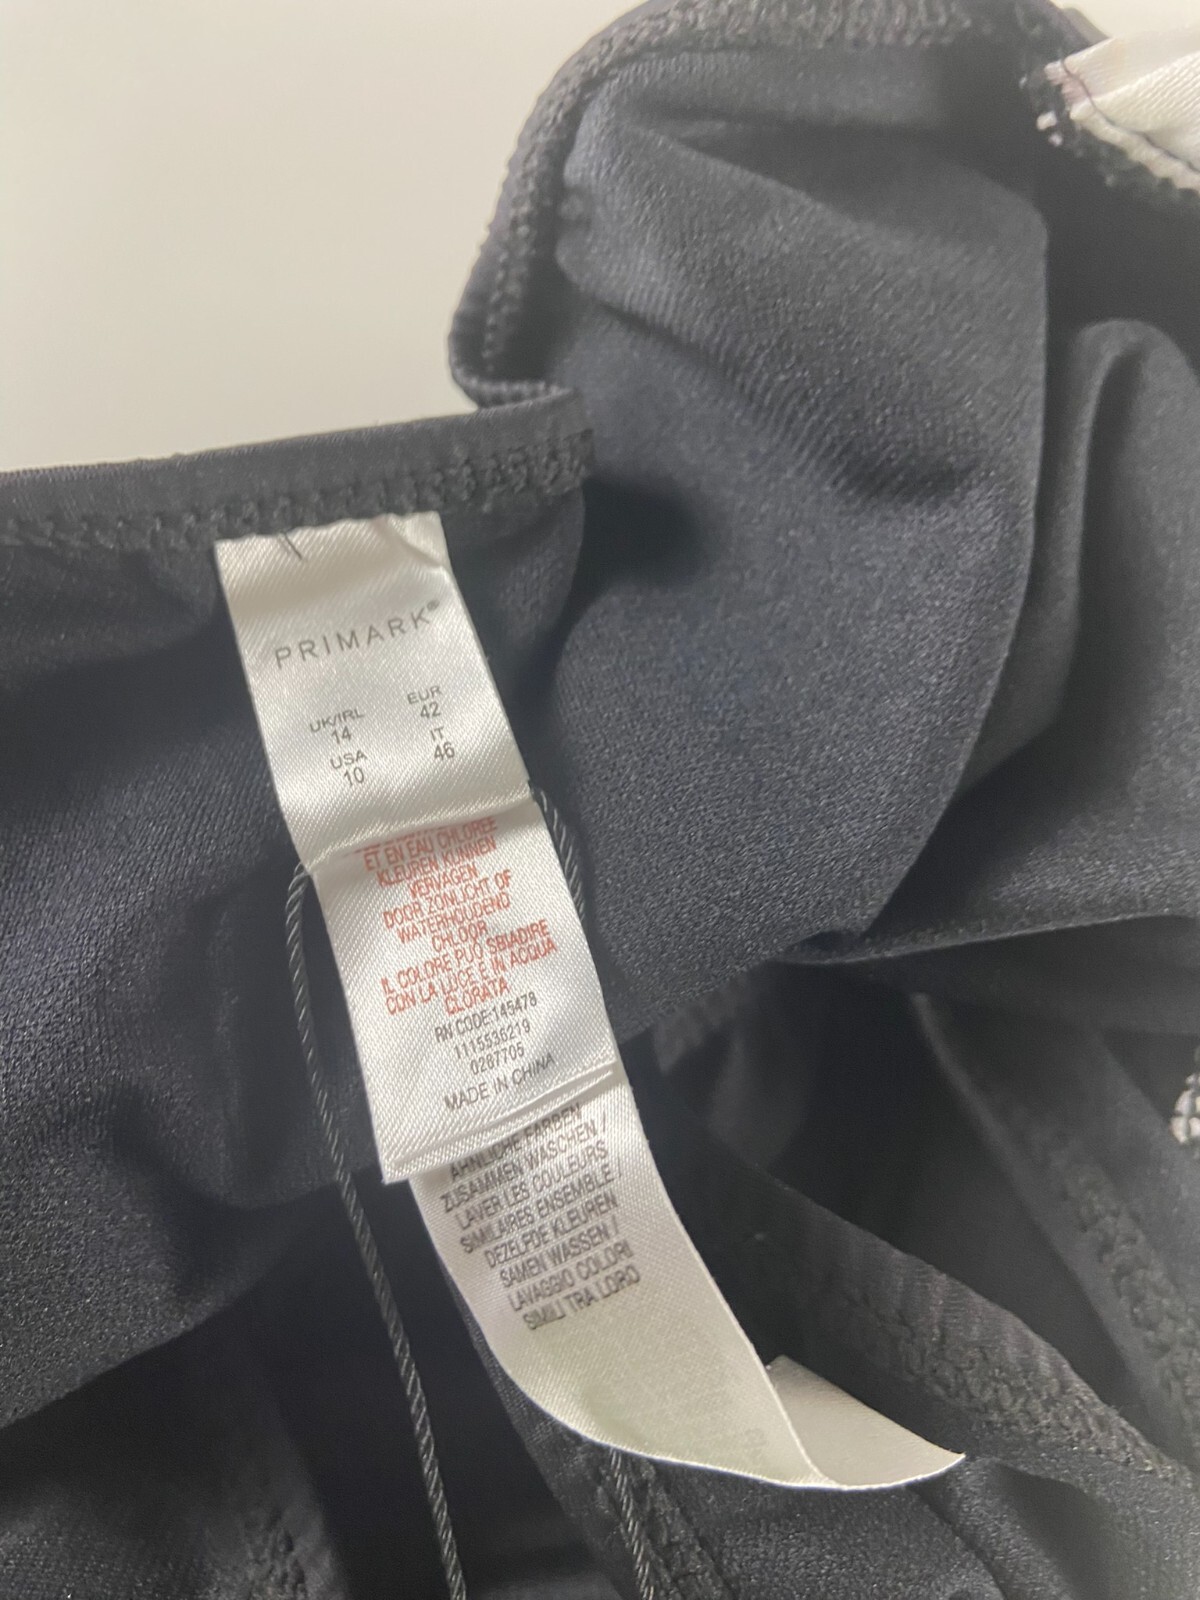 PRIMARK®
UK/IRL EUR
14 42
USA IT
10 46
ET EN EAU CHLOREE
KLEUREN KUNNEN
VERVAGEN
DOOR ZONLICHT OF
WATERHOUDEND
CHLOOR
IL COLORE PUÒ SBIADIRE
CON LA LUCE E IN ACQUA
CLORATA
RN CODE:145478
1115536219
0287705
MADE IN CHINA
ÄHNLICHE FARBEN
ZUSAMMEN WASCHEN /
LAVER LES COULEURS
SIMILAIRES ENSEMBLE /
DEZELFDE KLEUREN
SAMEN WASSEN /
LAVAGGIO COLORI
SIMILI TRA LORO